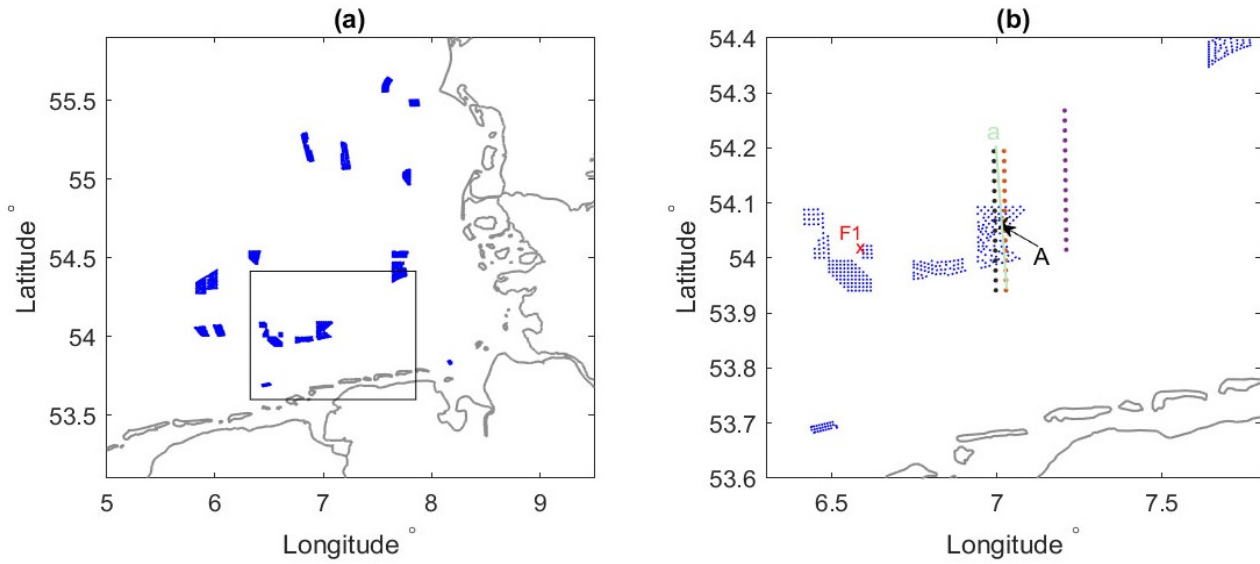 (a)
55.5
55
54.5
54
53.5
Latitude °
5 6 7 8 9
Longitude °
(b)
54.4
54.3
54.2
54.1
54
53.9
53.8
53.7
53.6
Latitude °
a
F1
x
A
6.5 7 7.5
Longitude °